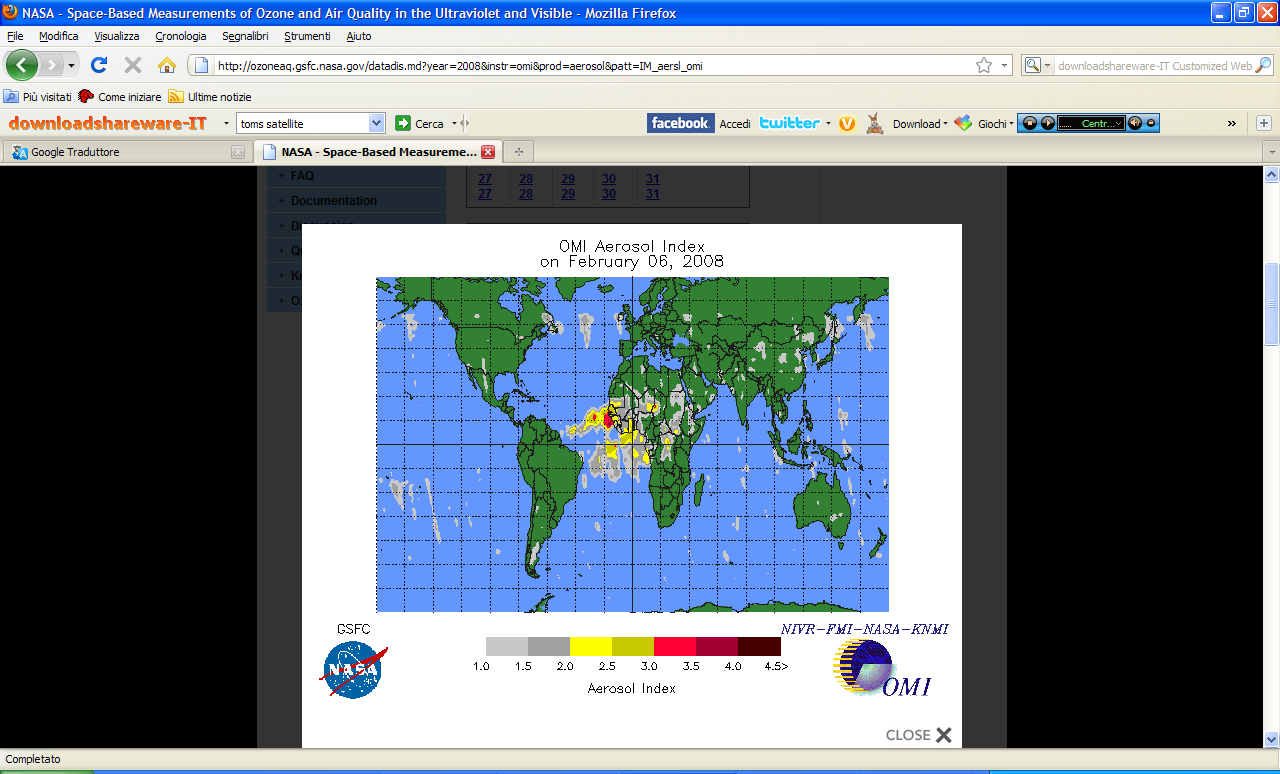 NASA - Space-Based Measurements of Ozone and Air Quality in the Ultraviolet and Visible - Mozilla Firefox
File Modifica Visualizza Cronologia Segnalibri Strumenti Aiuto
http://ozoneaq.gsfc.nasa.gov/datadis.md?year=2008&instr=omi&prod=aerosol&patt=IM_aersl_omi
downloadshareware-IT Customized Web
Più visitati Come iniziare Ultime notizie
downloadshareware-IT toms satellite Cerca facebook Accedi twitter Download Giochi Centr... »
Google Traduttore
NASA - Space-Based Measureme...
+ FAQ
+ Documentation
27 28 29 30 31
27 28 29 30 31
OMI Aerosol Index
on February 06, 2008
GSFC
NASA
NIVR-FMI-NASA-KNMI
OMI
1.0 1.5 2.0 2.5 3.0 3.5 4.0 4.5>
Aerosol Index
CLOSE
Completato